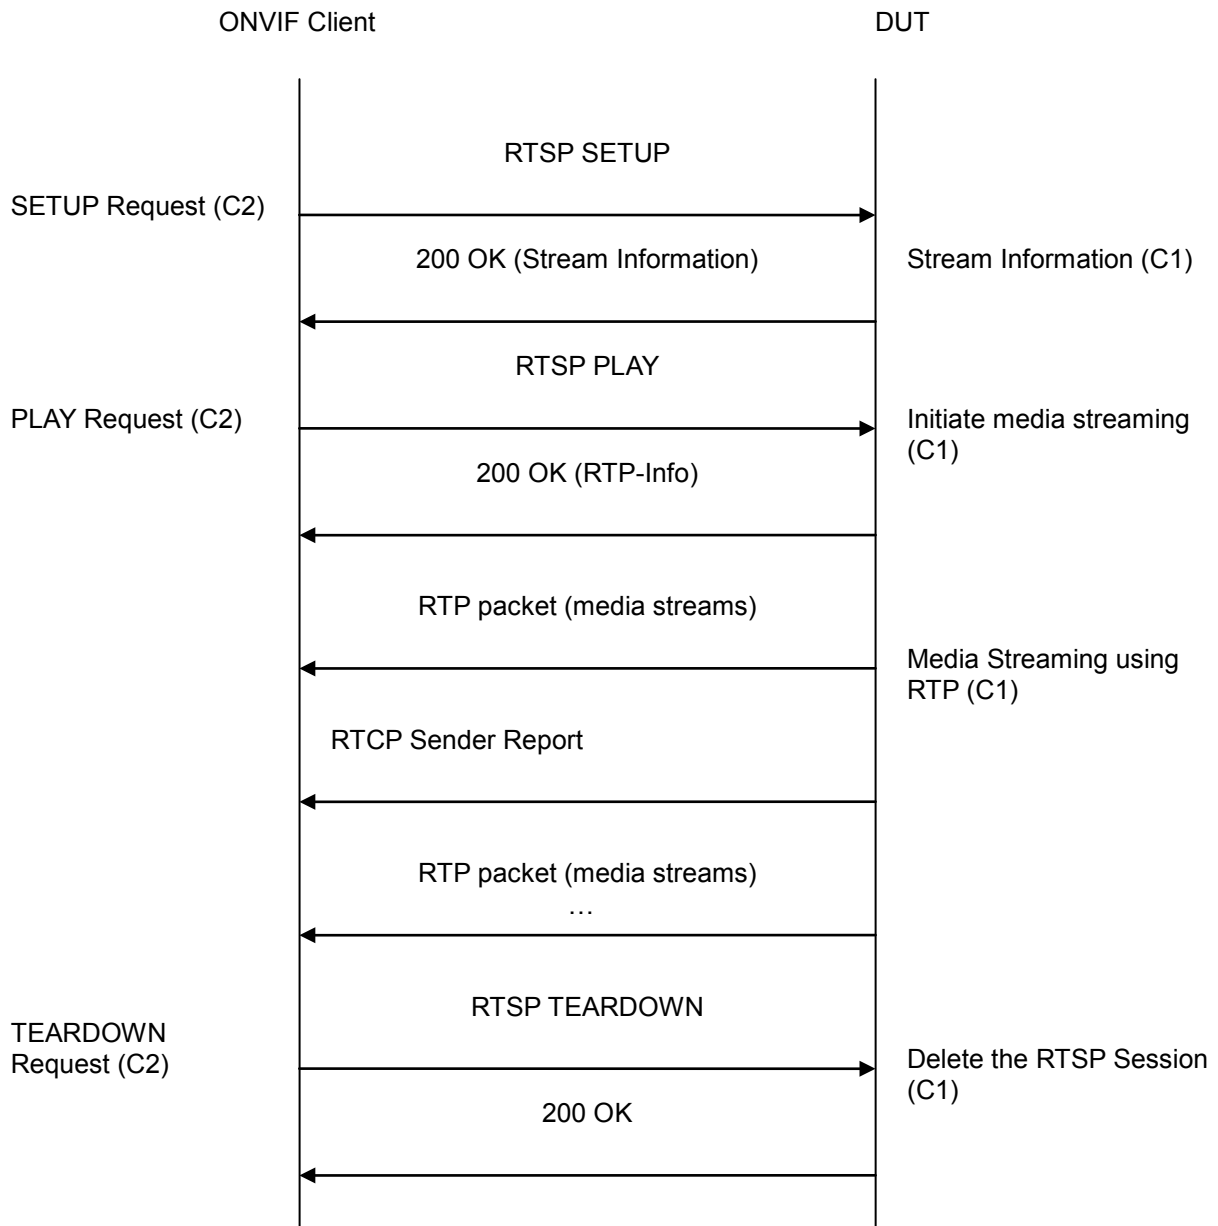 ONVIF Client
DUT
RTSP SETUP
SETUP Request (C2)
200 OK (Stream Information)
Stream Information (C1)
RTSP PLAY
PLAY Request (C2)
Initiate media streaming
(C1)
200 OK (RTP-Info)
RTP packet (media streams)
Media Streaming using
RTP (C1)
RTCP Sender Report
RTP packet (media streams)
…
RTSP TEARDOWN
TEARDOWN
Request (C2)
Delete the RTSP Session
(C1)
200 OK